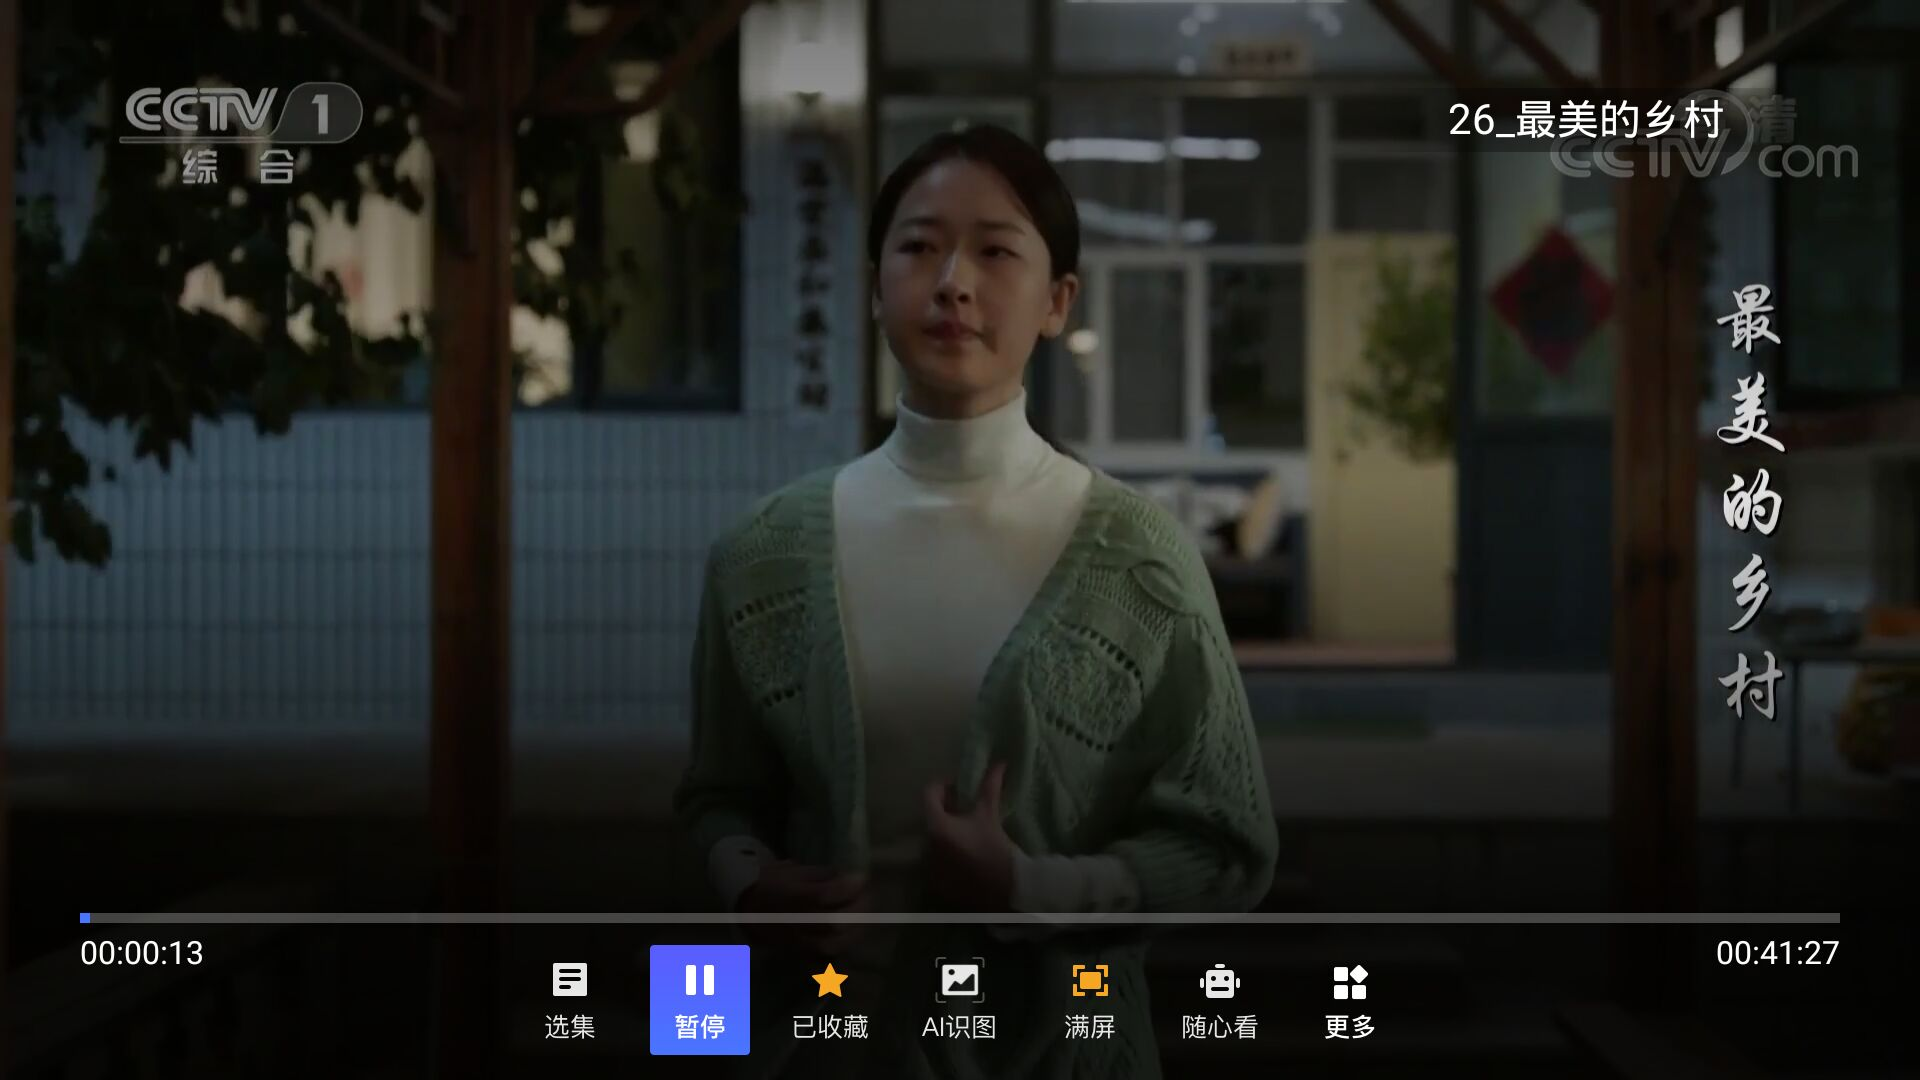 CCTV 1
综 合
26_最美的乡村
清
CCTV com
最美的乡村
00:00:13
00:41:27
选集
暂停
已收藏
AI识图
满屏
随心看
更多